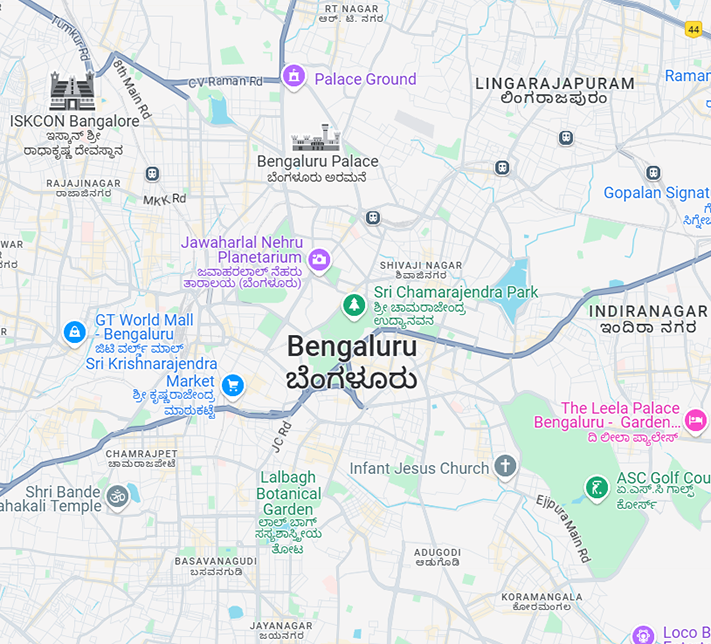 RT NAGAR
ಆರ್. ಟಿ. ನಗರ
44
Tumkur Rd
8th Main Rd
CV Raman Rd
Palace Ground
LINGARAJAPURAM
ಲಿಂಗರಾಜಪುರಂ
Raman
ISKCON Bangalore
ಇಸ್ಕಾನ್ ಶ್ರೀ
ರಾಧಾಕೃಷ್ಣ ದೇವಸ್ಥಾನ
Bengaluru Palace
ಬೆಂಗಳೂರು ಅರಮನೆ
RAJAJINAGAR
ರಾಜಾಜಿನಗರ
MKK Rd
Gopalan Signat
ಗೆ
ಸಿಗ್ನೇಚ
WAR
ನಗರ
Jawaharlal Nehru
Planetarium
ಜವಾಹರಲಾಲ್ ನೆಹರು
ತಾರಾಲಯ (ಬೆಂಗಳೂರು)
SHIVAJI NAGAR
ಶಿವಾಜಿನಗರ
Sri Chamarajendra Park
ಶ್ರೀ ಚಾಮರಾಜೇಂದ್ರ
ಉದ್ಯಾನವನ
INDIRANAGAR
ಇಂದಿರಾ ನಗರ
GT World Mall
- Bengaluru
ಜಿಟಿ ವರ್ಲ್ಡ್ ಮಾಲ್
Bengaluru
ಬೆಂಗಳೂರು
Sri Krishnarajendra
Market
ಶ್ರೀ ಕೃಷ್ಣರಾಜೇಂದ್ರ
ಮಾರುಕಟ್ಟೆ
The Leela Palace
Bengaluru - Garden...
ದಿ ಲೀಲಾ ಪ್ಯಾಲೇಸ್
JC Rd
CHAMRAJPET
ಚಾಮರಾಜಪೇಟೆ
Infant Jesus Church
ASC Golf Cou
ಏ.ಎಸ್.ಸಿ ಗಾಲ್ಫ್
ಕೋರ್ಸ್
Shri Bande
ahakali Temple
Lalbagh
Botanical
Garden
ಲಾಲ್ ಬಾಗ್
ಸಸ್ಯಶಾಸ್ತ್ರೀಯ
ತೋಟ
Ejipura Main Rd
ADUGODI
ಆಡುಗೊಡಿ
BASAVANAGUDI
ಬಸವನಗುಡಿ
KORAMANGALA
ಕೋರಮಂಗಲ
JAYANAGAR
ಜಯನಗರ
Loco B